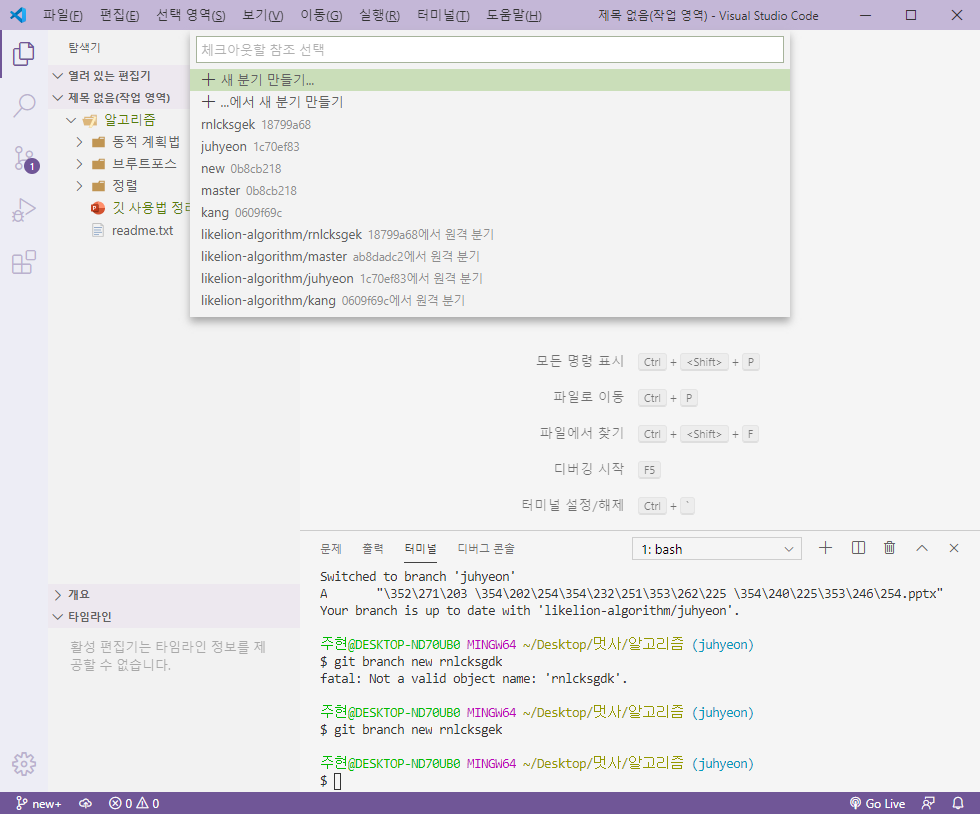 파일(F) 편집(E) 선택 영역(S) 보기(V) 이동(G) 실행(R) 터미널(T) 도움말(H) 제목 없음(작업 영역) - Visual Studio Code
탐색기
열려 있는 편집기
제목 없음(작업 영역)
알고리즘
동적 계획법
브루트포스
정렬
깃 사용법 정리
readme.txt
1
체크아웃할 참조 선택
새 분기 만들기...
...에서 새 분기 만들기
rnlcksgek 18799a68
juhyeon 1c70ef83
new 0b8cb218
master 0b8cb218
kang 0609f69c
likelion-algorithm/rnlcksgek 18799a68에서 원격 분기
likelion-algorithm/master ab8dadc2에서 원격 분기
likelion-algorithm/juhyeon 1c70ef83에서 원격 분기
likelion-algorithm/kang 0609f69c에서 원격 분기
모든 명령 표시 Ctrl + <Shift> + P
파일로 이동 Ctrl + P
파일에서 찾기 Ctrl + <Shift> + F
디버깅 시작 F5
터미널 설정/해제 Ctrl + `
개요
타임라인
활성 편집기는 타임라인 정보를 제
공할 수 없습니다.
문제 출력 터미널 디버그 콘솔 1: bash
Switched to branch 'juhyeon'
A "\352\271\203 \354\202\254\354\232\251\353\262\225 \354\240\225\353\246\254.pptx"
Your branch is up to date with 'likelion-algorithm/juhyeon'.
주현@DESKTOP-ND70UB0 MINGW64 ~/Desktop/멋사/알고리즘 (juhyeon)
$ git branch new rnlcksgdk
fatal: Not a valid object name: 'rnlcksgdk'.
주현@DESKTOP-ND70UB0 MINGW64 ~/Desktop/멋사/알고리즘 (juhyeon)
$ git branch new rnlcksgek
주현@DESKTOP-ND70UB0 MINGW64 ~/Desktop/멋사/알고리즘 (juhyeon)
$
new+ 0 0 Go Live